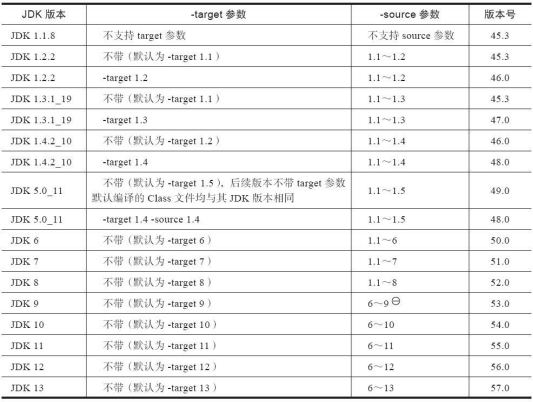 JDK 版本 -target 参数 -source 参数 版本号
JDK 1.1.8 不支持 target 参数 不支持 source 参数 45.3
JDK 1.2.2 不带（默认为 -target 1.1） 1.1～1.2 45.3
JDK 1.2.2 -target 1.2 1.1～1.2 46.0
JDK 1.3.1_19 不带（默认为 -target 1.1） 1.1～1.3 45.3
JDK 1.3.1_19 -target 1.3 1.1～1.3 47.0
JDK 1.4.2_10 不带（默认为 -target 1.2） 1.1～1.4 46.0
JDK 1.4.2_10 -target 1.4 1.1～1.4 48.0
JDK 5.0_11 不带（默认为 -target 1.5），后续版本不带 target 参数
默认编译的 Class 文件均与其 JDK 版本相同 1.1～1.5 49.0
JDK 5.0_11 -target 1.4 -source 1.4 1.1～1.5 48.0
JDK 6 不带（默认为 -target 6） 1.1～6 50.0
JDK 7 不带（默认为 -target 7） 1.1～7 51.0
JDK 8 不带（默认为 -target 8） 1.1～8 52.0
JDK 9 不带（默认为 -target 9） 6～9 ㊀ 53.0
JDK 10 不带（默认为 -target 10） 6～10 54.0
JDK 11 不带（默认为 -target 11） 6～11 55.0
JDK 12 不带（默认为 -target 12） 6～12 56.0
JDK 13 不带（默认为 -target 13） 6～13 57.0